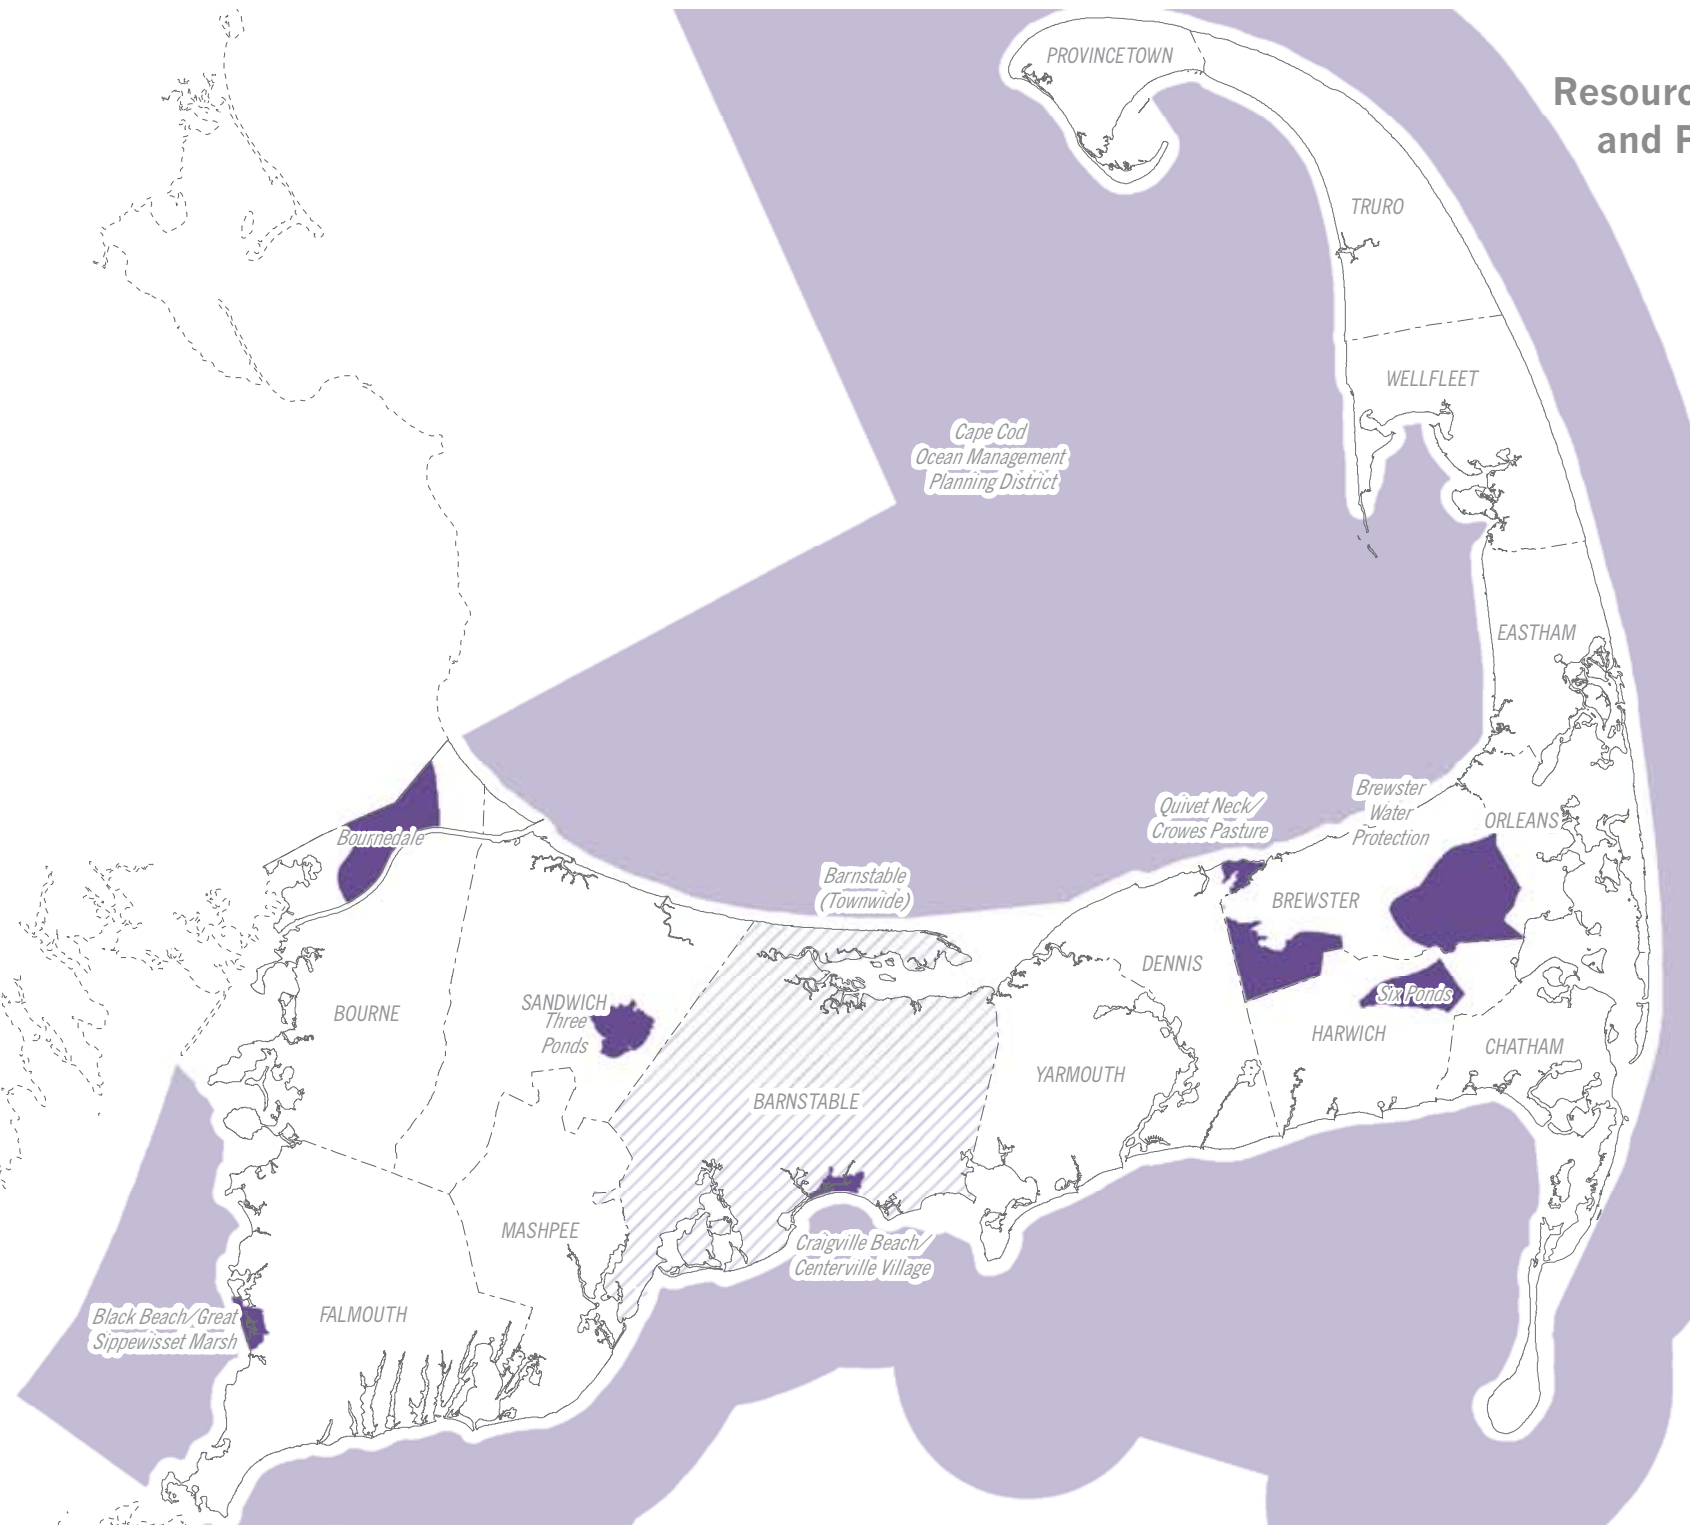 PROVINCETOWN
Resourc
and P
TRURO
WELLFLEET
Cape Cod
Ocean Management
Planning District
EASTHAM
Brewster
Water
Protection
Quivet Neck/
Crowes Pasture
ORLEANS
Bournedale
Barnstable
(Townwide)
BREWSTER
DENNIS
Six Ponds
SANDWICH
Three
Ponds
BOURNE
HARWICH
CHATHAM
YARMOUTH
BARNSTABLE
MASHPEE
Craigville Beach/
Centerville Village
Black Beach/Great
Sippewisset Marsh
FALMOUTH